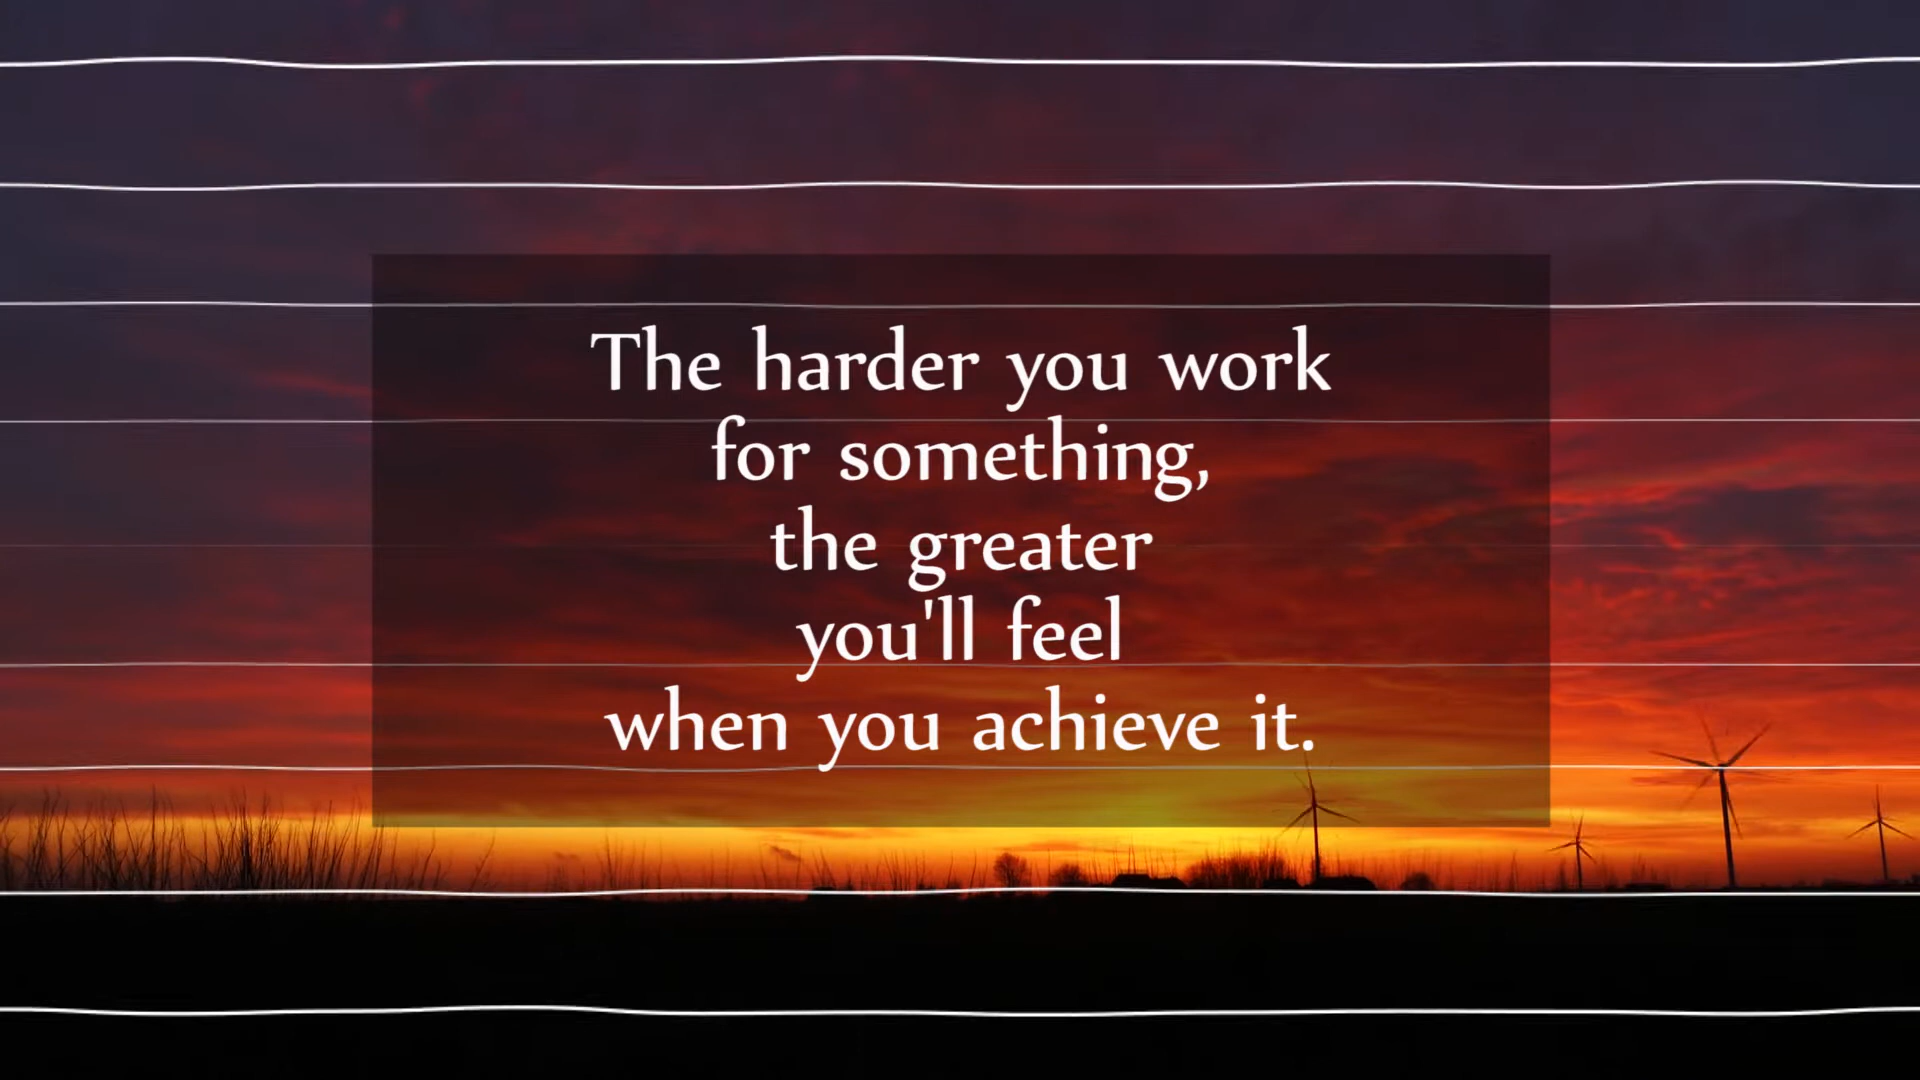 The harder you work
for something,
the greater
you'll feel
when you achieve it.